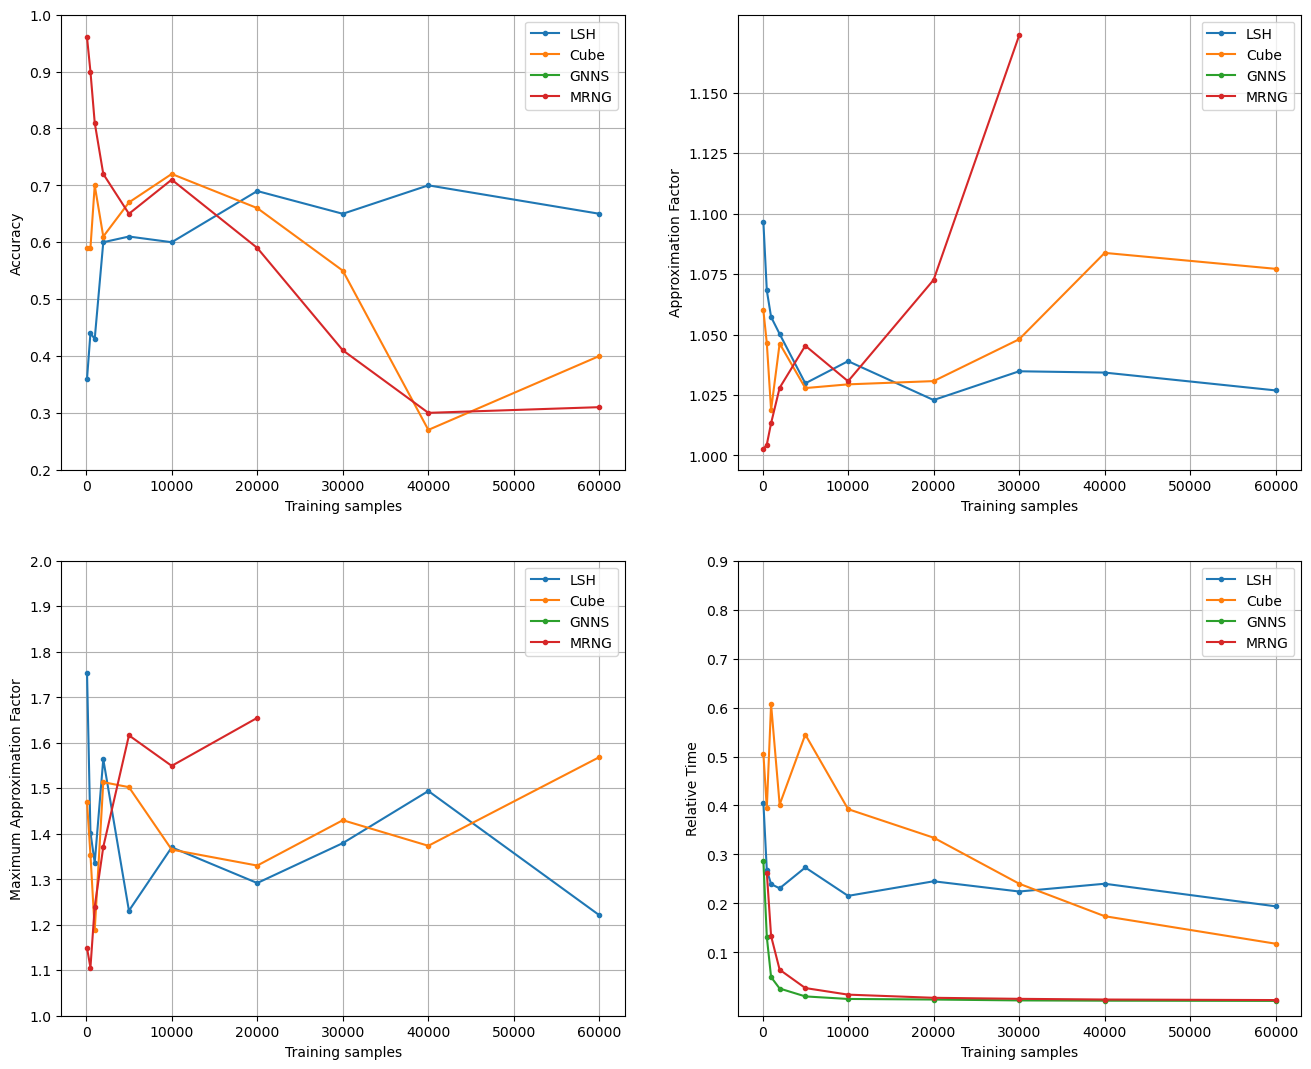 1.0
0.9
0.8
0.7
0.6
0.5
0.4
0.3
0.2
Accuracy
0 10000 20000 30000 40000 50000 60000
Training samples
LSH
Cube
GNNS
MRNG
1.150
1.125
1.100
1.075
1.050
1.025
1.000
Approximation Factor
0 10000 20000 30000 40000 50000 60000
Training samples
LSH
Cube
GNNS
MRNG
2.0
1.9
1.8
1.7
1.6
1.5
1.4
1.3
1.2
1.1
1.0
Maximum Approximation Factor
0 10000 20000 30000 40000 50000 60000
Training samples
LSH
Cube
GNNS
MRNG
0.9
0.8
0.7
0.6
0.5
0.4
0.3
0.2
0.1
Relative Time
0 10000 20000 30000 40000 50000 60000
Training samples
LSH
Cube
GNNS
MRNG